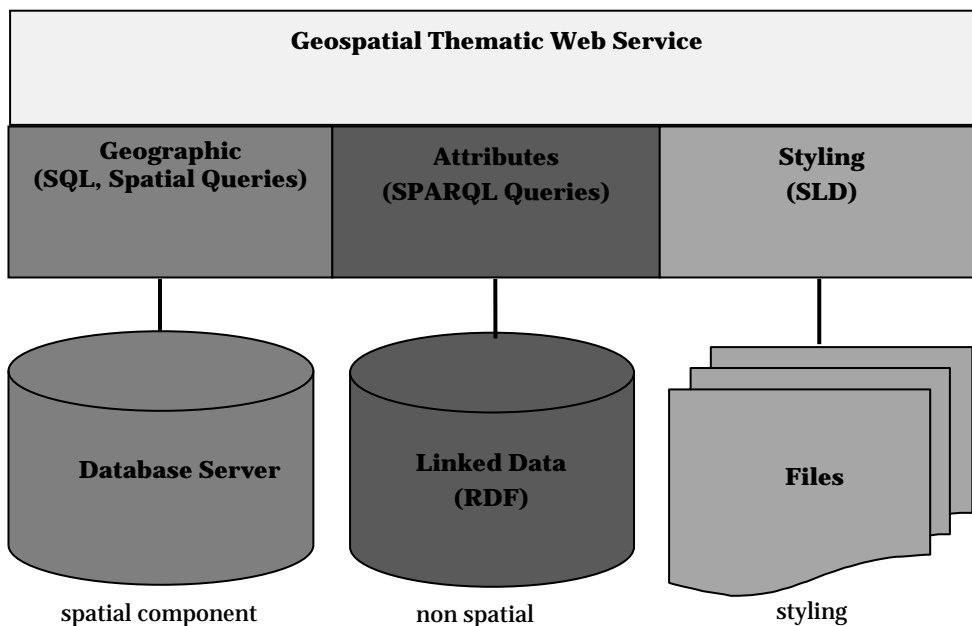 Geospatial Thematic Web Service
Geographic
(SQL, Spatial Queries)
Attributes
(SPARQL Queries)
Styling
(SLD)
Database Server
Linked Data
(RDF)
Files
spatial component
non spatial
styling